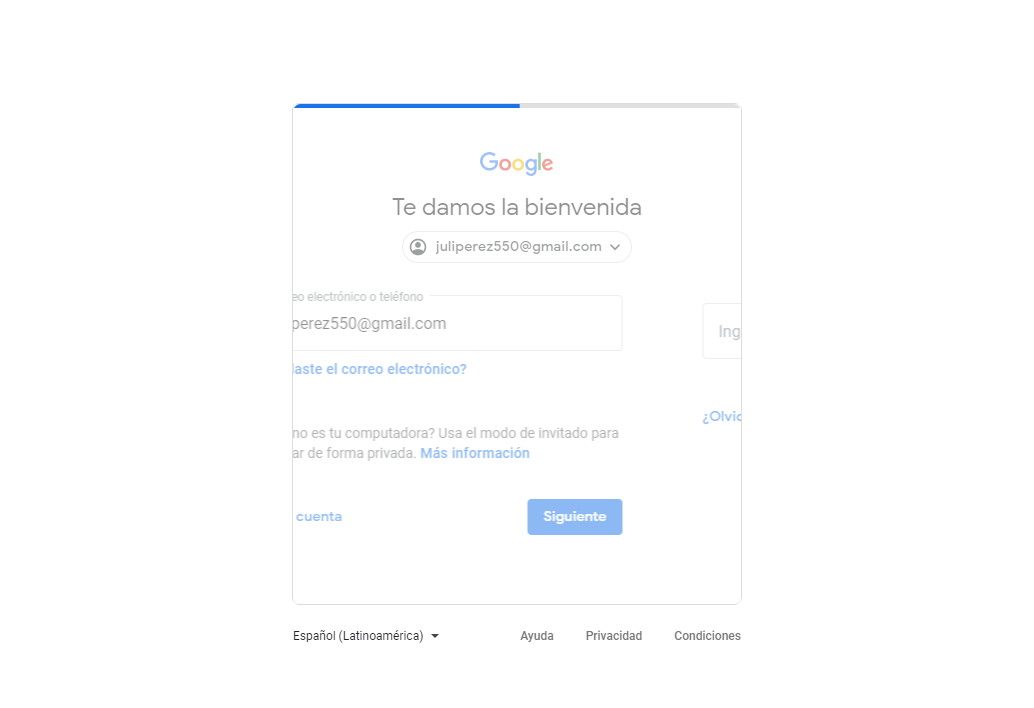 Google
Te damos la bienvenida
juliperez550@gmail.com
eo electrónico o teléfono
perez550@gmail.com
Ing
laste el correo electrónico?
¿Olvid
no es tu computadora? Usa el modo de invitado para
ar de forma privada. Más información
cuenta
Siguiente
Español (Latinoamérica)
Ayuda
Privacidad
Condiciones